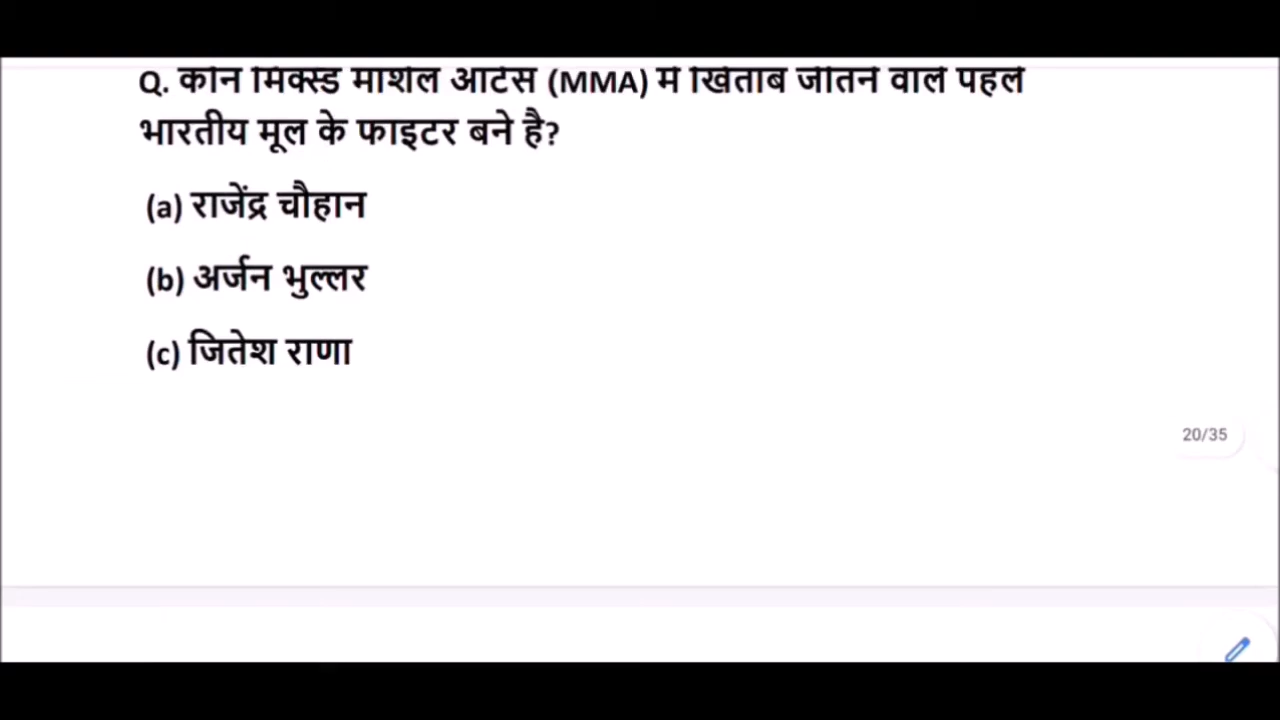 Q. कौन मिक्स्ड मार्शल आर्ट्स (MMA) में खिताब जीतने वाले पहले
भारतीय मूल के फाइटर बने है?
(a) राजेंद्र चौहान
(b) अर्जन भुल्लर
(c) जितेश राणा
20/35